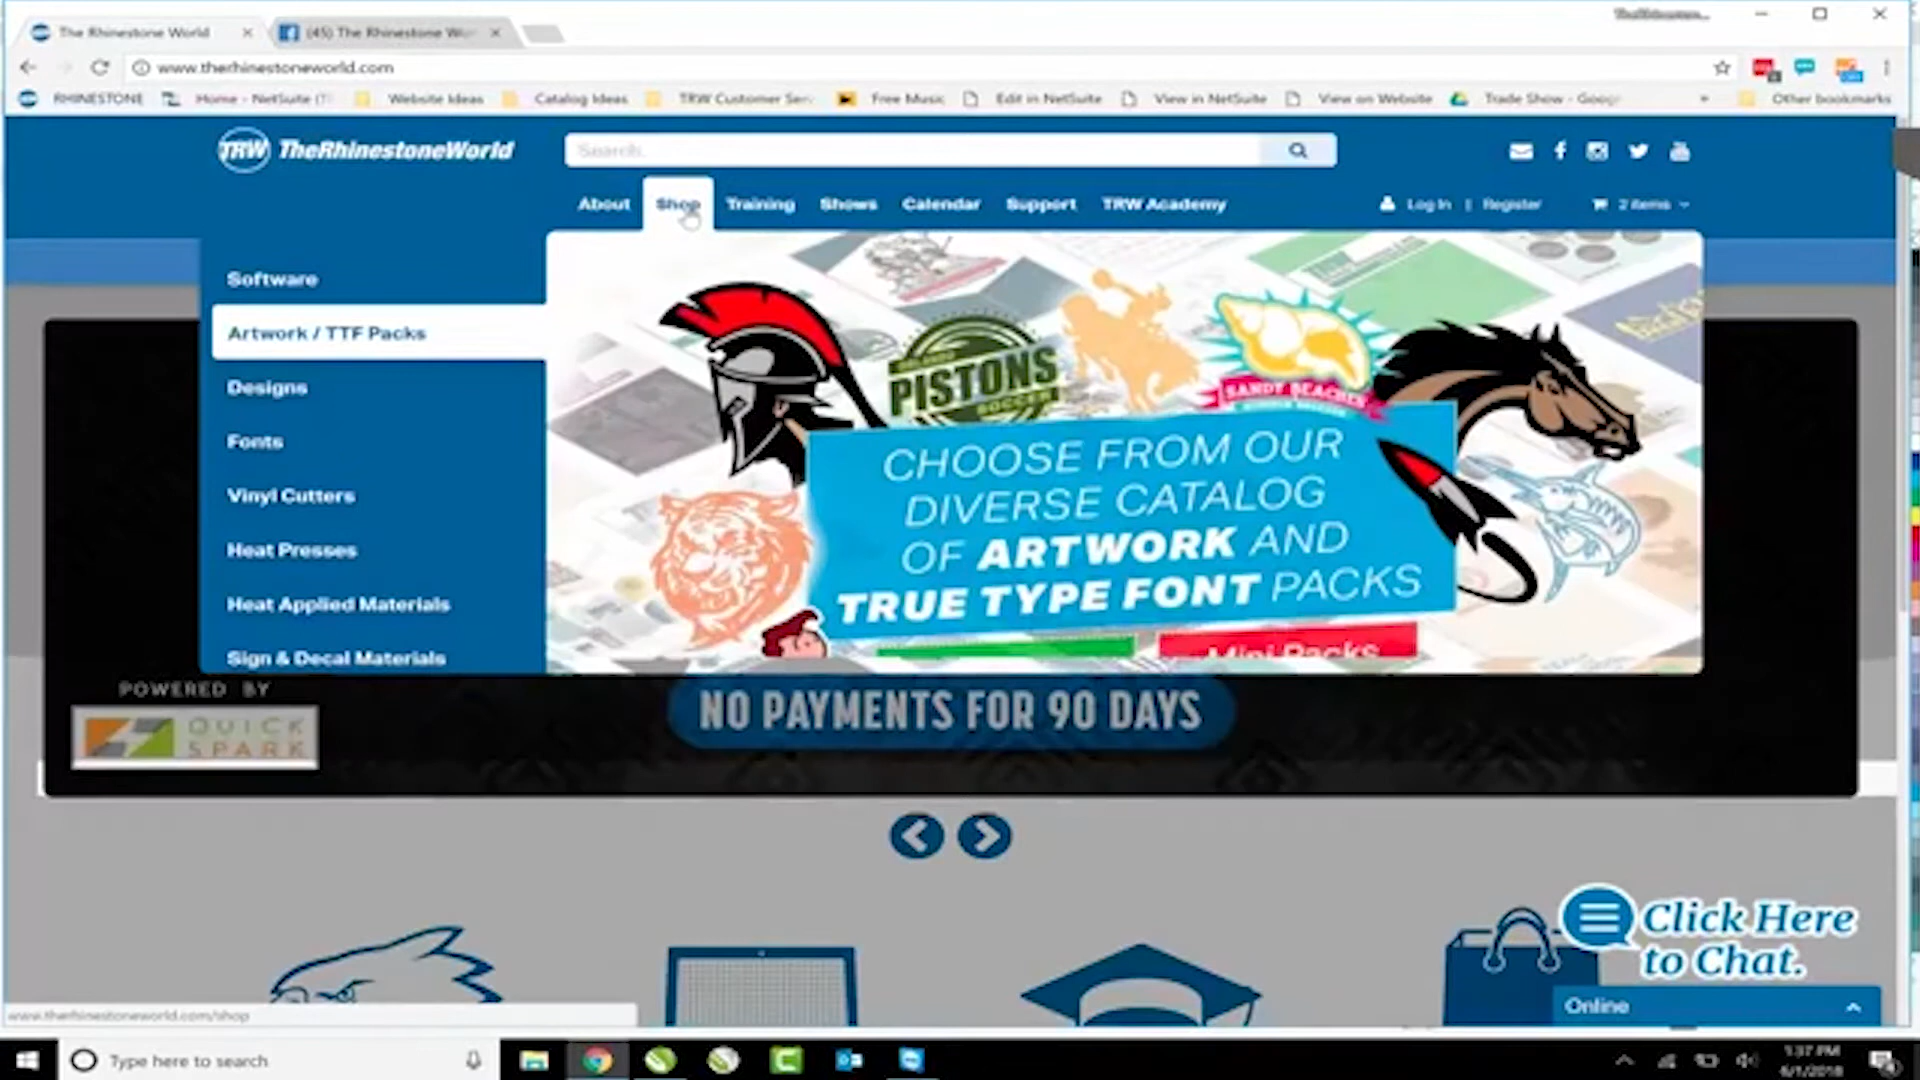 The Rhinestone World
(45) The Rhinestone Wor
www.therhinestoneworld.com
RHINESTONE
Home - NetSuite (T
Website Ideas
Catalog Ideas
TRW Customer Serv
Free Music
Edit in NetSuite
View in NetSuite
View on Website
Trade Show - Goog
Other bookmarks
TRW TheRhinestoneWorld
Search
About
Shop
Training
Shows
Calendar
Support
TRW Academy
Log In | Register
2 items
Software
Artwork / TTF Packs
Designs
Fonts
Vinyl Cutters
Heat Presses
Heat Applied Materials
Sign & Decal Materials
PISTONS
SOCCER
SANDY BEACHES
CHOOSE FROM OUR
DIVERSE CATALOG
OF ARTWORK AND
TRUE TYPE FONT PACKS
Mini Packs
POWERED BY
QUICK
SPARK
NO PAYMENTS FOR 90 DAYS
Click Here
to Chat.
Online
www.therhinestoneworld.com/shop
Type here to search
1:37 PM
6/1/2018